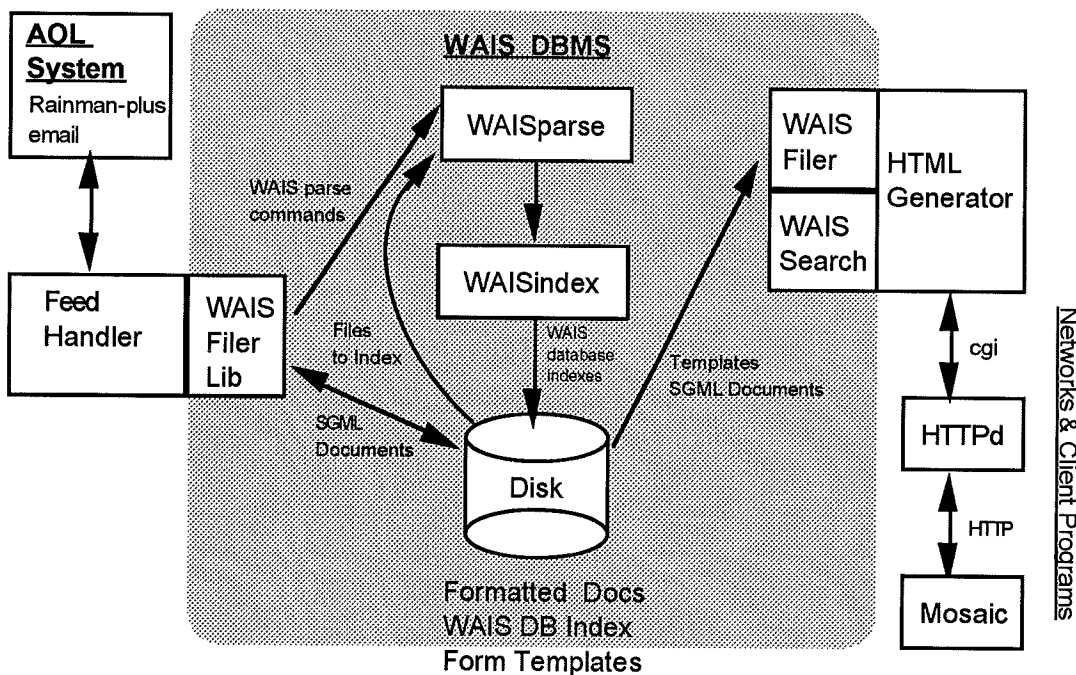 AOL
System
Rainman-plus
email
WAIS DBMS
WAISparse
WAIS parse
commands
WAIS
Filer
HTML
Generator
WAIS
Search
WAISindex
Feed
Handler
WAIS
Filer
Lib
Files
to Index
WAIS
database
indexes
Templates
SGML Documents
SGML
Documents
Disk
Formatted Docs
WAIS DB Index
Form Templates
cgi
HTTPd
HTTP
Mosaic
Networks & Client Programs